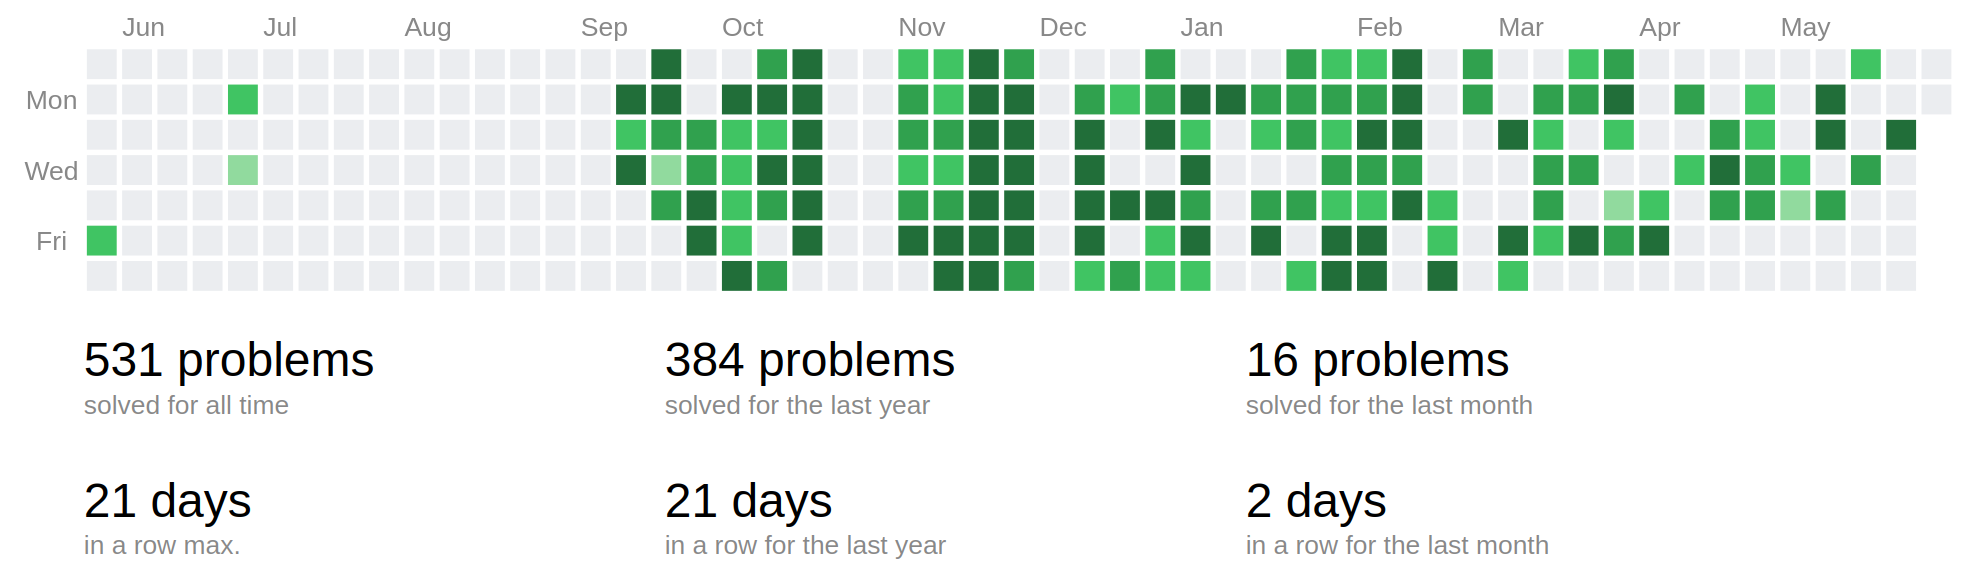 Jun Jul Aug Sep Oct Nov Dec Jan Feb Mar Apr May
Mon
Wed
Fri
531 problems 384 problems 16 problems
solved for all time solved for the last year solved for the last month
21 days 21 days 2 days
in a row max. in a row for the last year in a row for the last month